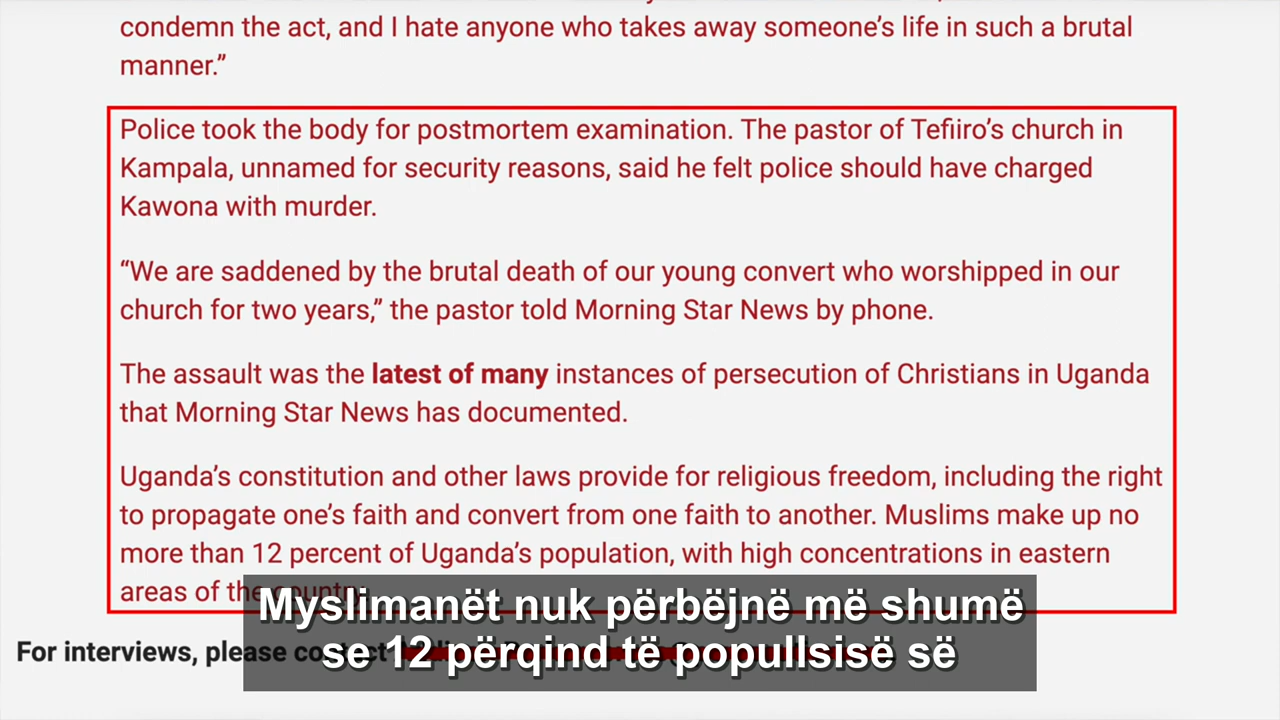 condemn the act, and I hate anyone who takes away someone’s life in such a brutal
manner.”
Police took the body for postmortem examination. The pastor of Tefiiro’s church in
Kampala, unnamed for security reasons, said he felt police should have charged
Kawona with murder.
“We are saddened by the brutal death of our young convert who worshipped in our
church for two years,” the pastor told Morning Star News by phone.
The assault was the latest of many instances of persecution of Christians in Uganda
that Morning Star News has documented.
Uganda’s constitution and other laws provide for religious freedom, including the right
to propagate one’s faith and convert from one faith to another. Muslims make up no
more than 12 percent of Uganda’s population, with high concentrations in eastern
areas of the country.
For interviews, please contact
Myslimanët nuk përbëjnë më shumë
se 12 përqind të popullsisë së